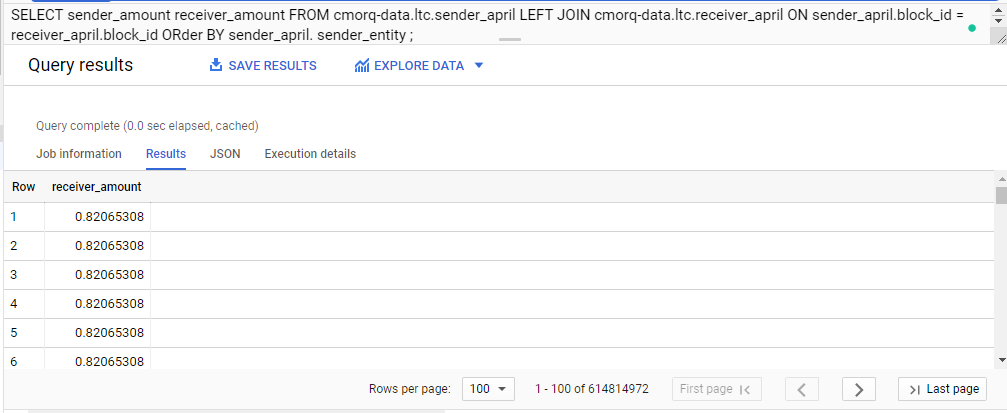 SELECT sender_amount receiver_amount FROM cmorq-data.ltc.sender_april LEFT JOIN cmorq-data.ltc.receiver_april ON sender_april.block_id =
receiver_april.block_id ORder BY sender_april. sender_entity ;
Query results SAVE RESULTS EXPLORE DATA
Query complete (0.0 sec elapsed, cached)
Job information Results JSON Execution details
Row receiver_amount
1 0.82065308
2 0.82065308
3 0.82065308
4 0.82065308
5 0.82065308
6 0.82065308
Rows per page: 100 1 - 100 of 614814972 First page Last page